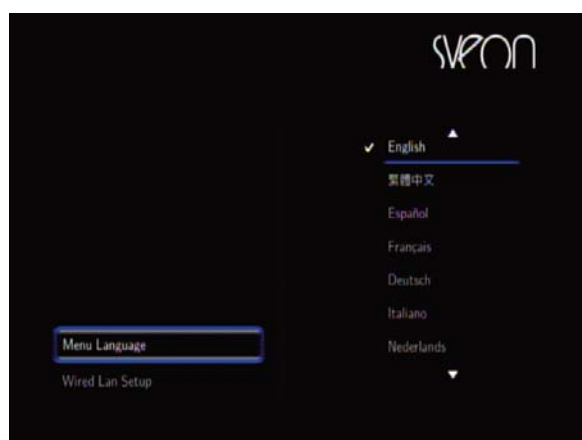 sveon
English
繁體中文
Español
Français
Deutsch
Italiano
Nederlands
Menu Language
Wired Lan Setup